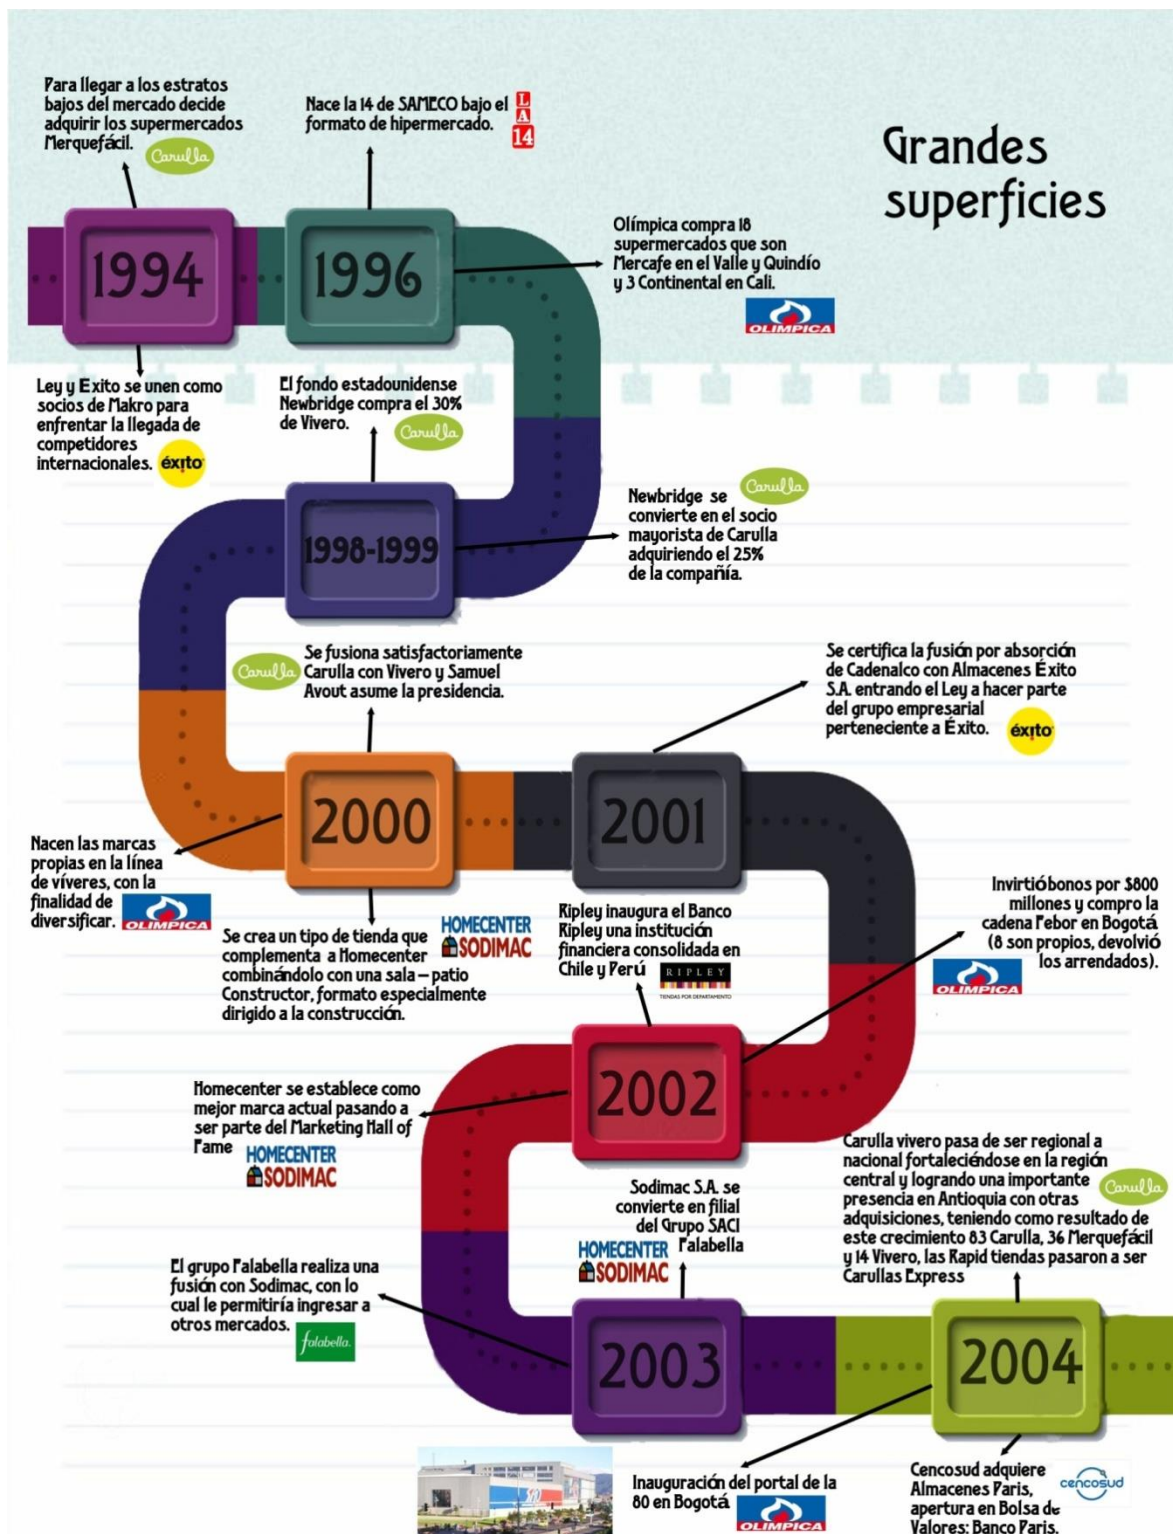 Grandes
superficies
Para llegar a los estratos
bajos del mercado decide
adquirir los supermercados
Merquefácil.
Carulla
Nace la 14 de SAMECO bajo el
formato de hipermercado.
LA
14
1994
1996
Olímpica compra 18
supermercados que son
Mercafe en el Valle y Quindío
y 3 Continental en Cali.
OLIMPICA
Ley y Éxito se unen como
socios de Makro para
enfrentar la llegada de
competidores
internacionales.
éxito
El fondo estadounidense
Newbridge compra el 30%
de Vivero.
Carulla
1998-1999
Newbridge se
convierte en el socio
mayorista de Carulla
adquiriendo el 25%
de la compañía.
Carulla
Carulla
Se fusiona satisfactoriamente
Carulla con Vivero y Samuel
Avout asume la presidencia.
Se certifica la fusión por absorción
de Cadenalco con Almacenes Éxito
S.A. entrando el Ley a hacer parte
del grupo empresarial
perteneciente a Éxito.
éxito
2000
2001
Nacen las marcas
propias en la línea
de víveres, con la
finalidad de
diversificar.
OLIMPICA
Se crea un tipo de tienda que
complementa a Homecenter
combinándolo con una sala – patio
Constructor, formato especialmente
dirigido a la construcción.
HOMECENTER
SODIMAC
Ripley inaugura el Banco
Ripley una institución
financiera consolidada en
Chile y Perú
RIPLEY
TIENDAS POR DEPARTAMENTO
Invirtió bonos por $800
millones y compro la
cadena Febor en Bogotá
(8 son propios, devolvió
los arrendados).
OLIMPICA
2002
Homecenter se establece como
mejor marca actual pasando a
ser parte del Marketing Hall of
Fame
HOMECENTER
SODIMAC
Sodimac S.A. se
convierte en filial
del Grupo SACI
Falabella
HOMECENTER
SODIMAC
Carulla vivero pasa de ser regional a
nacional fortaleciéndose en la región
central y logrando una importante
presencia en Antioquia con otras
adquisiciones, teniendo como resultado de
este crecimiento 83 Carulla, 36 Merquefácil
y 14 Vivero, las Rapid tiendas pasaron a ser
Carullas Express
Carulla
El grupo Falabella realiza una
fusión con Sodimac, con lo
cual le permitiría ingresar a
otros mercados.
falabella.
2003
2004
Inauguración del portal de la
80 en Bogotá
OLIMPICA
Cencosud adquiere
Almacenes Paris,
apertura en Bolsa de
Valores: Banco Paris.
cencosud